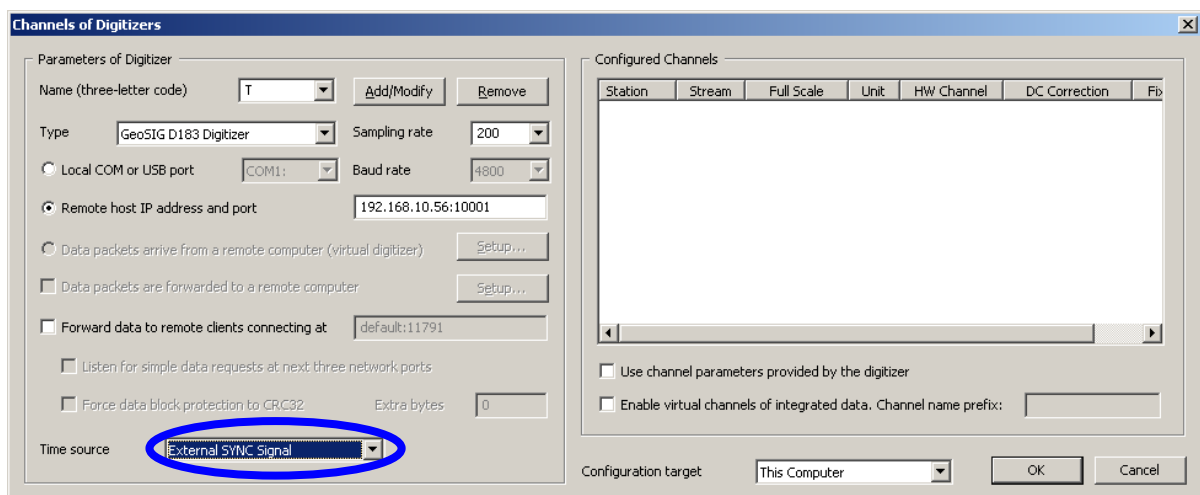 Channels of Digitizers
Parameters of Digitizer
Name (three-letter code) T Add/Modify Remove
Type GeoSIG D183 Digitizer Sampling rate 200
Local COM or USB port COM1: Baud rate 4800
Remote host IP address and port 192.168.10.56:10001
Data packets arrive from a remote computer (virtual digitizer) Setup...
Data packets are forwarded to a remote computer Setup...
Forward data to remote clients connecting at default:11791
Listen for simple data requests at next three network ports
Force data block protection to CRC32 Extra bytes 0
Time source External SYNC Signal
Configured Channels
Station Stream Full Scale Unit HW Channel DC Correction Fix
Use channel parameters provided by the digitizer
Enable virtual channels of integrated data. Channel name prefix:
Configuration target This Computer OK Cancel